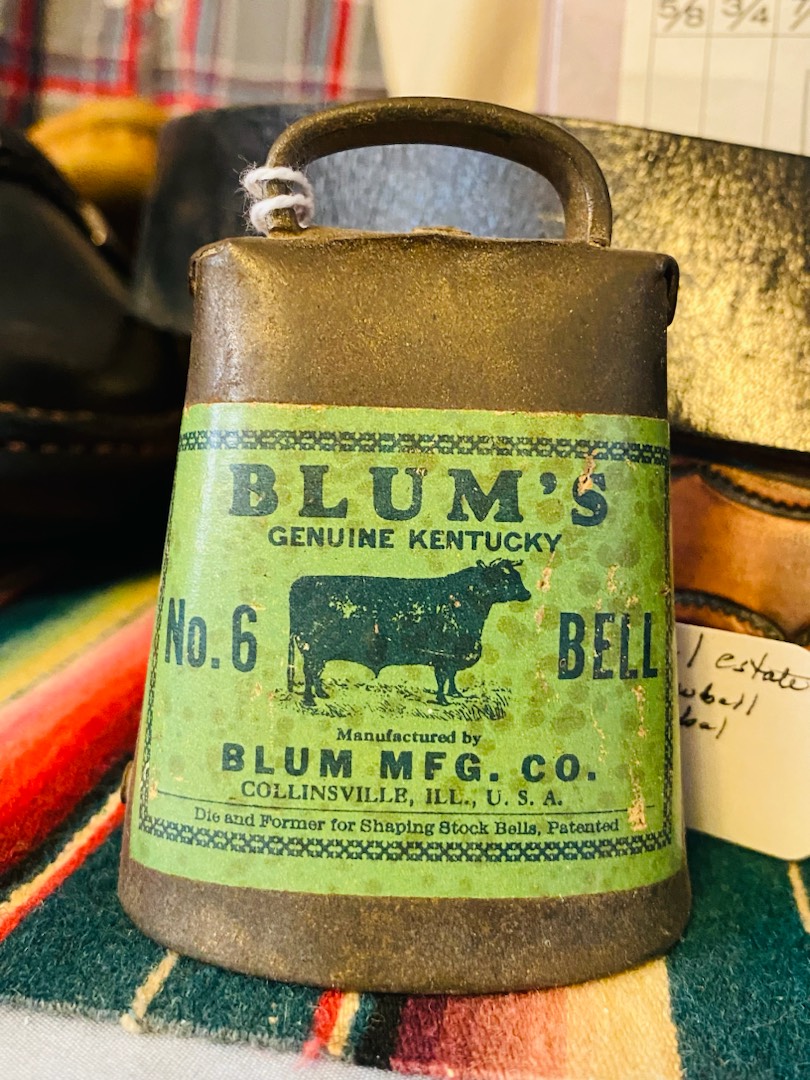 5/8 3/4
BLUM'S
GENUINE KENTUCKY
No. 6 BELL
Manufactured by
BLUM MFG. CO.
COLLINSVILLE, ILL., U. S. A.
Die and Former for Shaping Stock Bells, Patented
estate